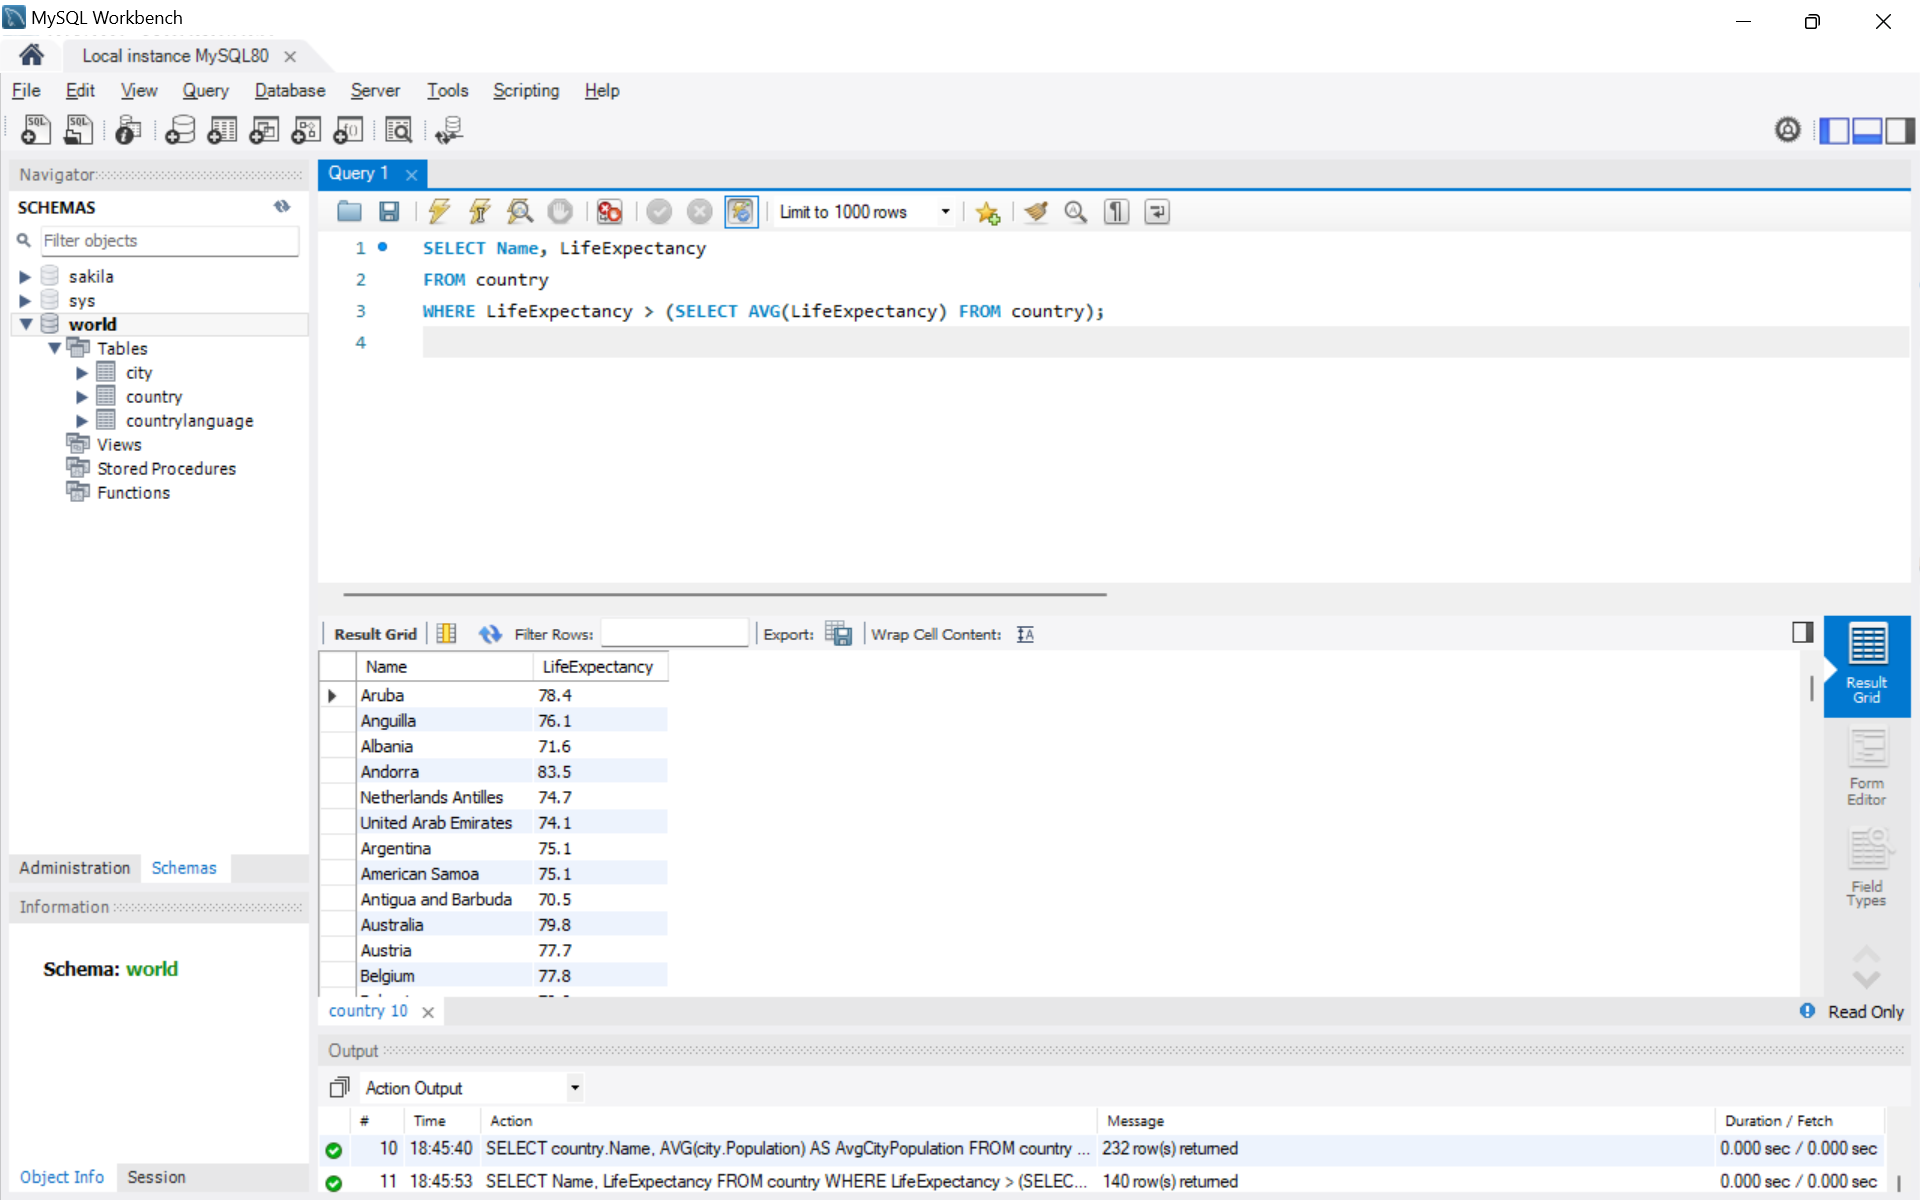 MySQL Workbench
Local instance MySQL80
File Edit View Query Database Server Tools Scripting Help
Navigator
SCHEMAS
Filter objects
sakila
sys
world
Tables
city
country
countrylanguage
Views
Stored Procedures
Functions
Administration Schemas
Information
Schema: world
Object Info Session
Query 1
Limit to 1000 rows
1 SELECT Name, LifeExpectancy
2 FROM country
3 WHERE LifeExpectancy > (SELECT AVG(LifeExpectancy) FROM country);
4
Result Grid Filter Rows: Export: Wrap Cell Content:
Name LifeExpectancy
Aruba 78.4
Anguilla 76.1
Albania 71.6
Andorra 83.5
Netherlands Antilles 74.7
United Arab Emirates 74.1
Argentina 75.1
American Samoa 75.1
Antigua and Barbuda 70.5
Australia 79.8
Austria 77.7
Belgium 77.8
Result
Grid
Form
Editor
Field
Types
country 10
Read Only
Output
Action Output
# Time Action Message Duration / Fetch
10 18:45:40 SELECT country.Name, AVG(city.Population) AS AvgCityPopulation FROM country ... 232 row(s) returned 0.000 sec / 0.000 sec
11 18:45:53 SELECT Name, LifeExpectancy FROM country WHERE LifeExpectancy > (SELEC... 140 row(s) returned 0.000 sec / 0.000 sec